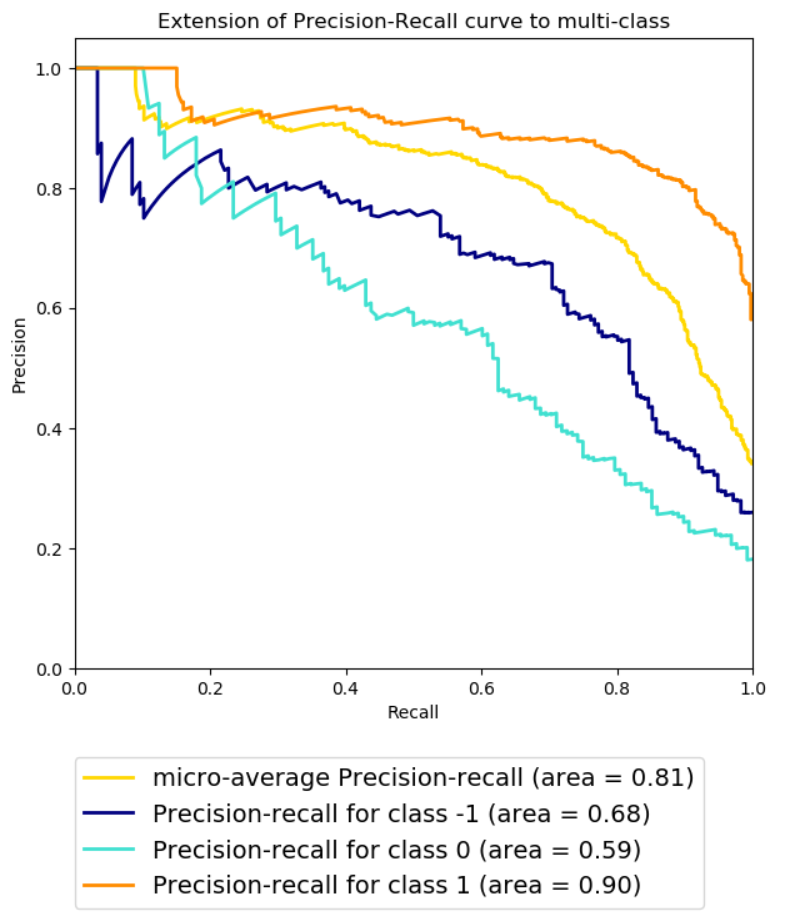 Extension of Precision-Recall curve to multi-class
1.0
0.8
0.6
0.4
0.2
0.0
Precision
0.0 0.2 0.4 0.6 0.8 1.0
Recall
micro-average Precision-recall (area = 0.81)
Precision-recall for class -1 (area = 0.68)
Precision-recall for class 0 (area = 0.59)
Precision-recall for class 1 (area = 0.90)